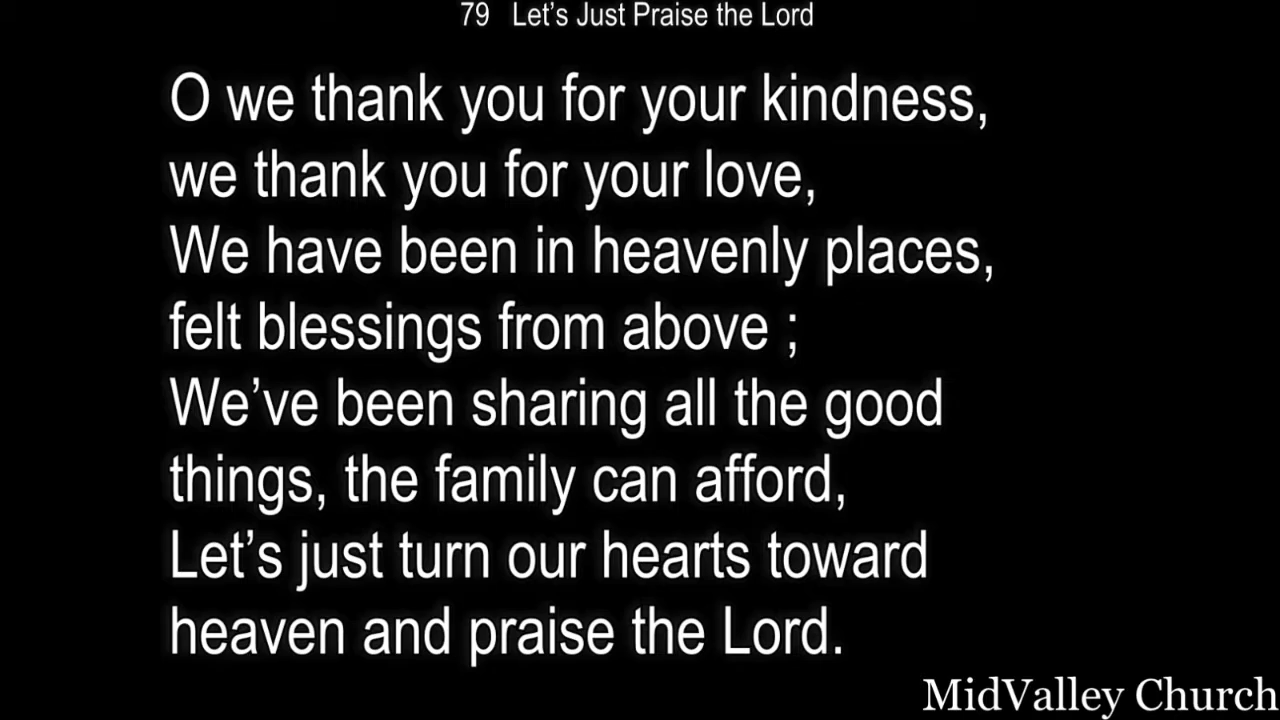 79 Let’s Just Praise the Lord
O we thank you for your kindness,
we thank you for your love,
We have been in heavenly places,
felt blessings from above ;
We’ve been sharing all the good
things, the family can afford,
Let’s just turn our hearts toward
heaven and praise the Lord.
MidValley Church